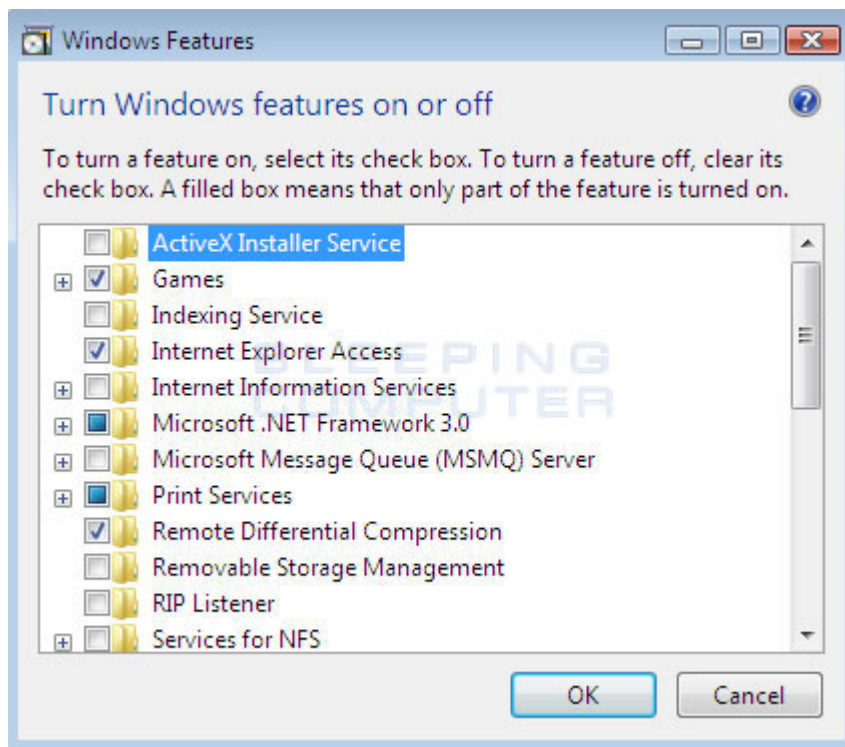 Windows Features
Turn Windows features on or off
To turn a feature on, select its check box. To turn a feature off, clear its
check box. A filled box means that only part of the feature is turned on.
ActiveX Installer Service
Games
Indexing Service
Internet Explorer Access
BLEEPING
Internet Information Services
COMPUTER
Microsoft .NET Framework 3.0
Microsoft Message Queue (MSMQ) Server
Print Services
Remote Differential Compression
Removable Storage Management
RIP Listener
Services for NFS
OK Cancel